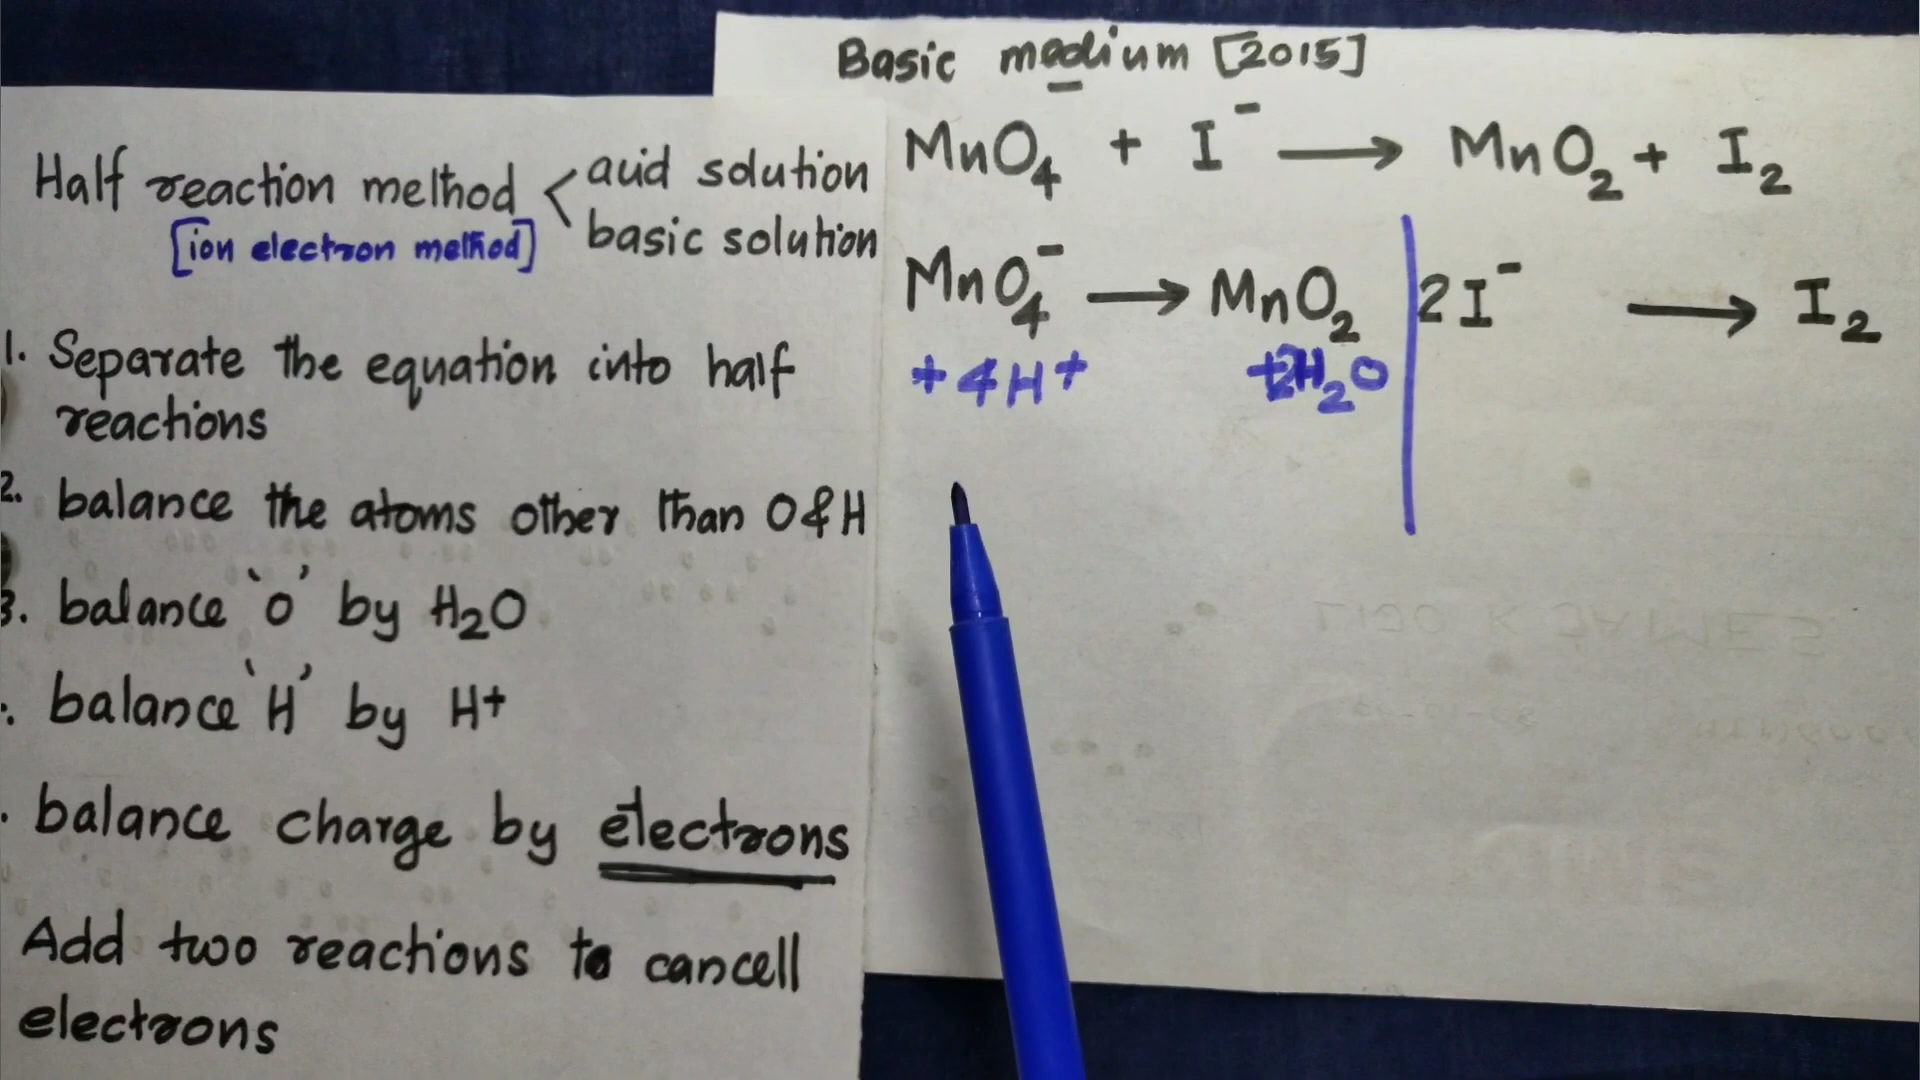 Half reaction method < acid solution
basic solution
[ion electron method]
1. Separate the equation into half
reactions
2. balance the atoms other than O & H
3. balance 'O' by H₂O
. balance 'H' by H+
. balance charge by electrons
Add two reactions to cancell
electrons
Basic medium [2015]
MnO₄⁻ + I⁻ → MnO₂ + I₂
MnO₄⁻ → MnO₂ | 2I⁻ → I₂
+ 4H⁺ +2H₂O